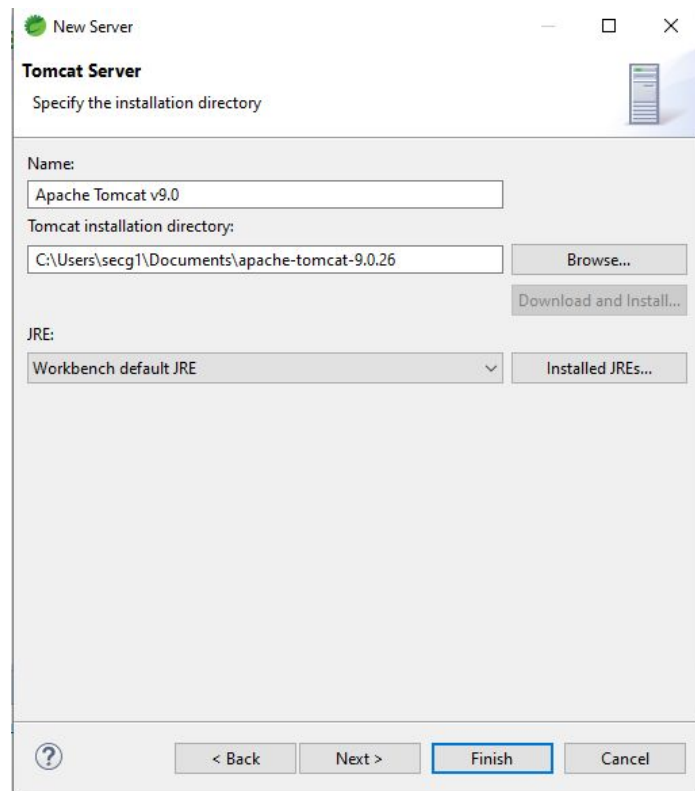 New Server
Tomcat Server
Specify the installation directory
Name:
Apache Tomcat v9.0
Tomcat installation directory:
C:\Users\secg1\Documents\apache-tomcat-9.0.26
Browse...
Download and Install...
JRE:
Workbench default JRE
Installed JREs...
?
< Back
Next >
Finish
Cancel